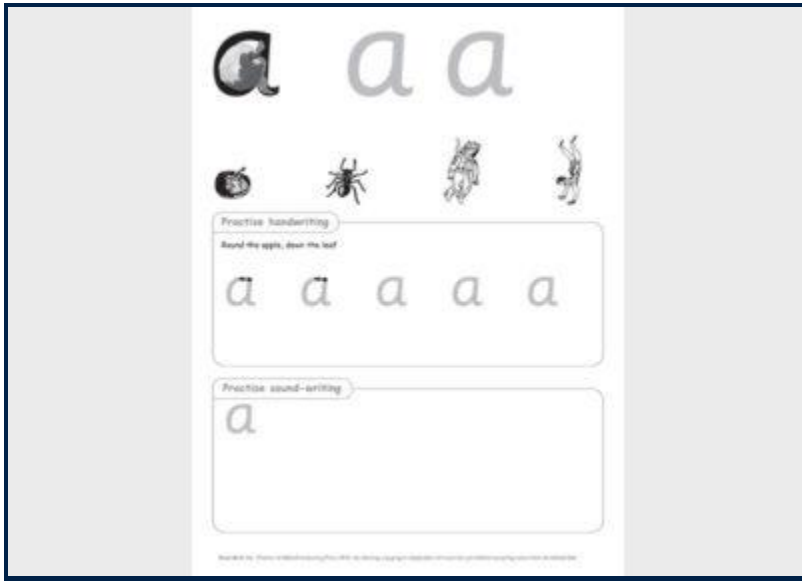 a a a
Practise handwriting
Round the apple, down the leaf
a a a a a
Practise sound-writing
a